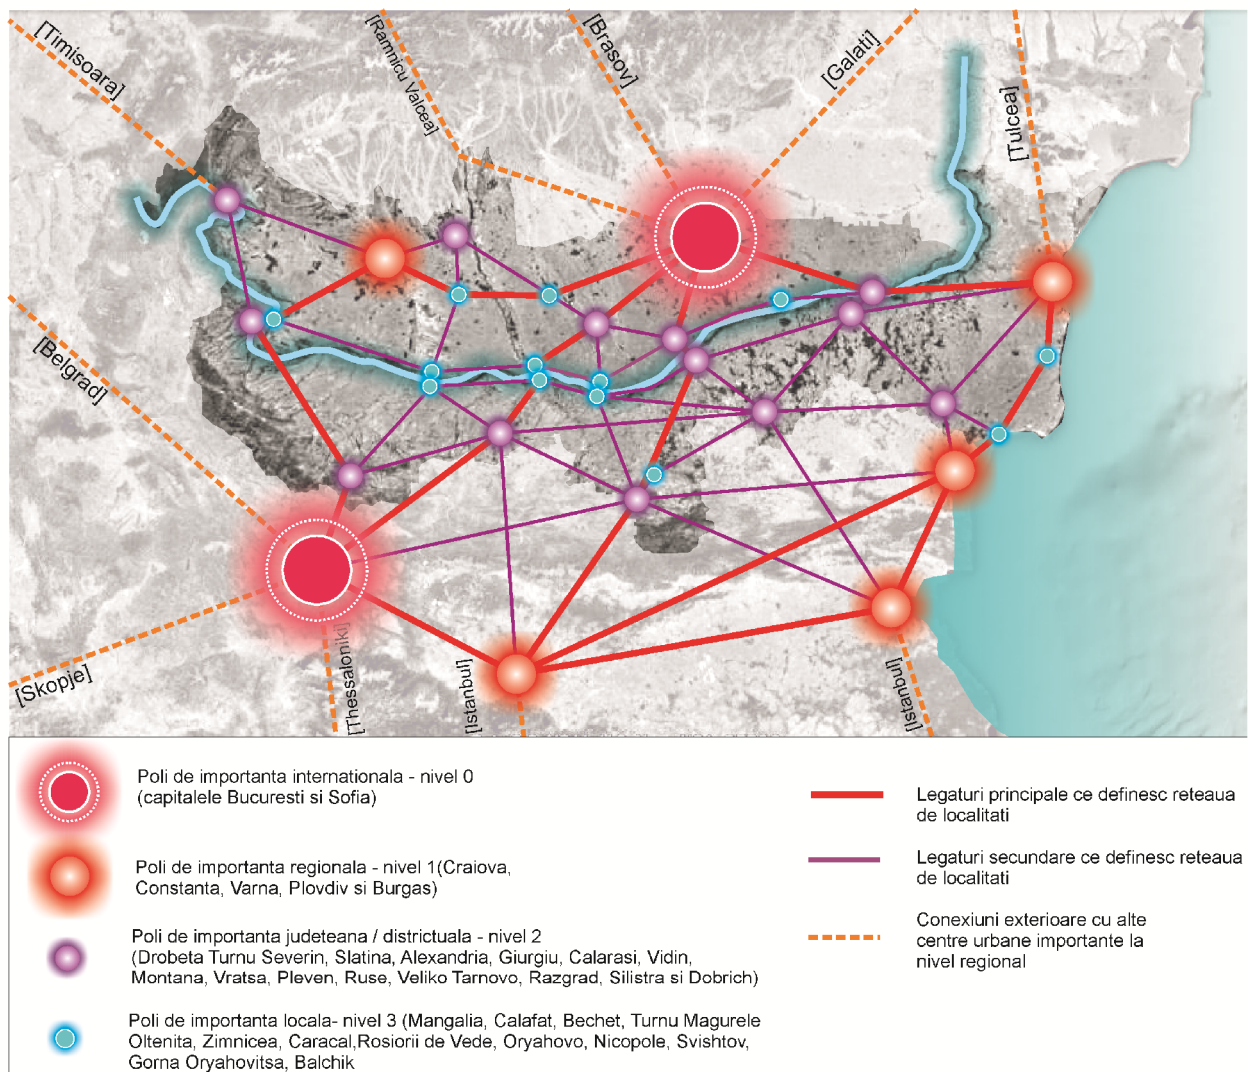 [Timisoara]
[Ramnicu Valcea]
[Brasov]
[Galati]
[Tulcea]
[Belgrad]
[Skopje]
[Thessaloniki]
[Istanbul]
[Istanbul]
Poli de importanta internationala - nivel 0
(capitalele Bucuresti si Sofia)
Poli de importanta regionala - nivel 1(Craiova,
Constanta, Varna, Plovdiv si Burgas)
Poli de importanta judeteana / districtuala - nivel 2
(Drobeta Turnu Severin, Slatina, Alexandria, Giurgiu, Calarasi, Vidin,
Montana, Vratsa, Pleven, Ruse, Veliko Tarnovo, Razgrad, Silistra si Dobrich)
Poli de importanta locala- nivel 3 (Mangalia, Calafat, Bechet, Turnu Magurele
Oltenita, Zimnicea, Caracal,Rosiorii de Vede, Oryahovo, Nicopole, Svishtov,
Gorna Oryahovitsa, Balchik
Legaturi principale ce definesc reteaua
de localitati
Legaturi secundare ce definesc reteaua
de localitati
Conexiuni exterioare cu alte
centre urbane importante la
nivel regional